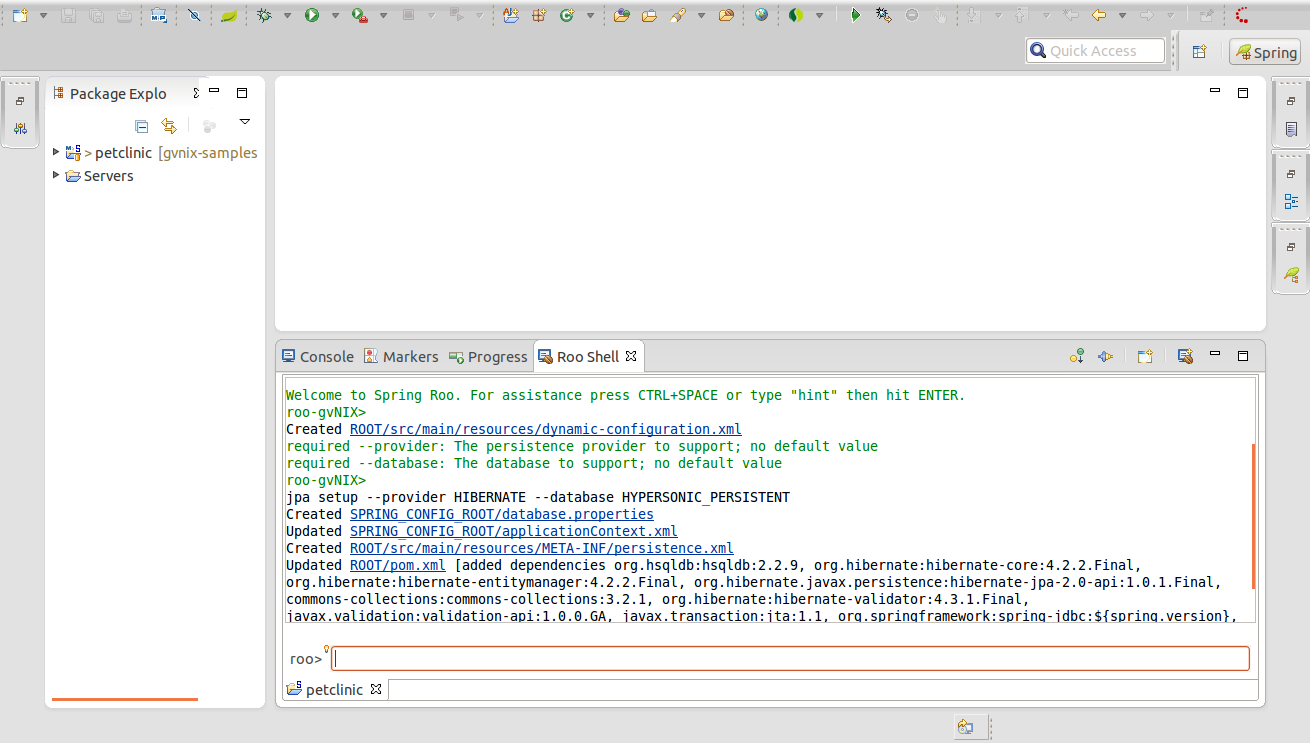 Quick Access
Spring
Package Explo
> petclinic [gvnix-samples
Servers
Console Markers Progress Roo Shell
Welcome to Spring Roo. For assistance press CTRL+SPACE or type "hint" then hit ENTER.
roo-gvNIX>
Created ROOT/src/main/resources/dynamic-configuration.xml
required --provider: The persistence provider to support; no default value
required --database: The database to support; no default value
roo-gvNIX>
jpa setup --provider HIBERNATE --database HYPERSONIC_PERSISTENT
Created SPRING_CONFIG_ROOT/database.properties
Updated SPRING_CONFIG_ROOT/applicationContext.xml
Created ROOT/src/main/resources/META-INF/persistence.xml
Updated ROOT/pom.xml [added dependencies org.hsqldb:hsqldb:2.2.9, org.hibernate:hibernate-core:4.2.2.Final,
org.hibernate:hibernate-entitymanager:4.2.2.Final, org.hibernate.javax.persistence:hibernate-jpa-2.0-api:1.0.1.Final,
commons-collections:commons-collections:3.2.1, org.hibernate:hibernate-validator:4.3.1.Final,
javax.validation:validation-api:1.0.0.GA, javax.transaction:jta:1.1, org.springframework:spring-jdbc:${spring.version},
roo>
petclinic